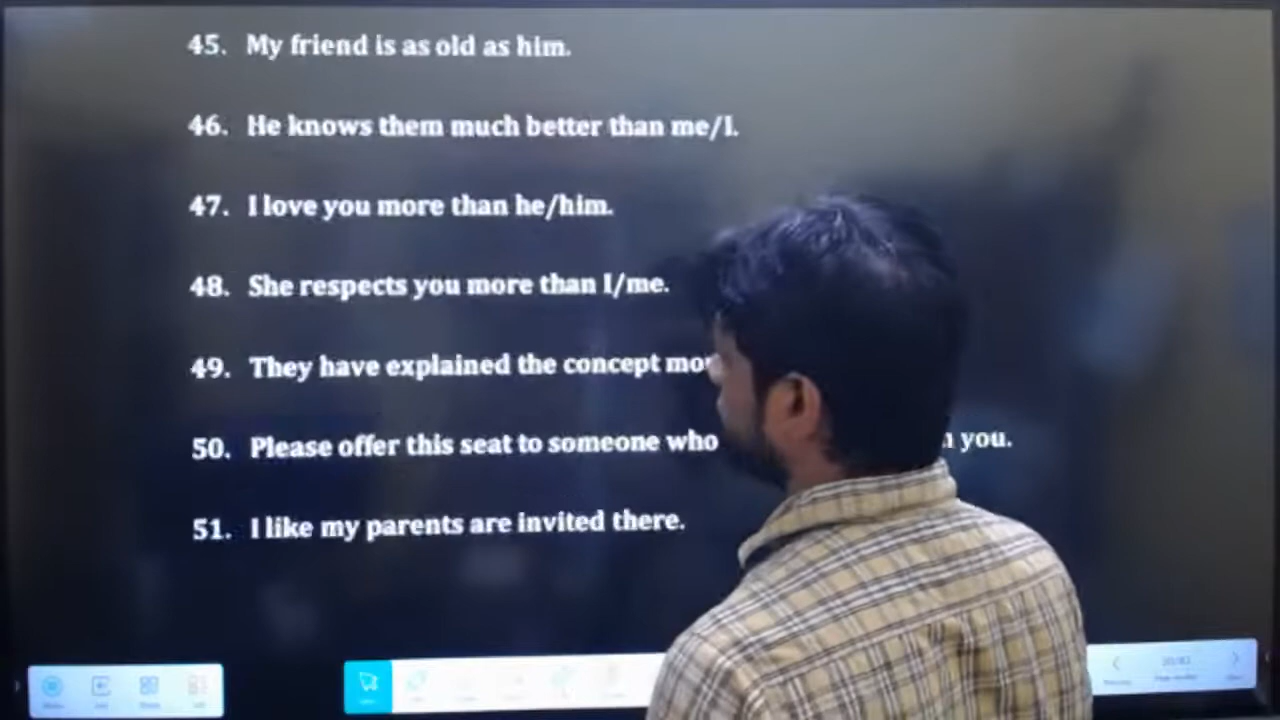 45. My friend is as old as him.
46. He knows them much better than me/I.
47. I love you more than he/him.
48. She respects you more than I/me.
49. They have explained the concept
50. Please offer this seat to someone who you.
51. I like my parents are invited there.